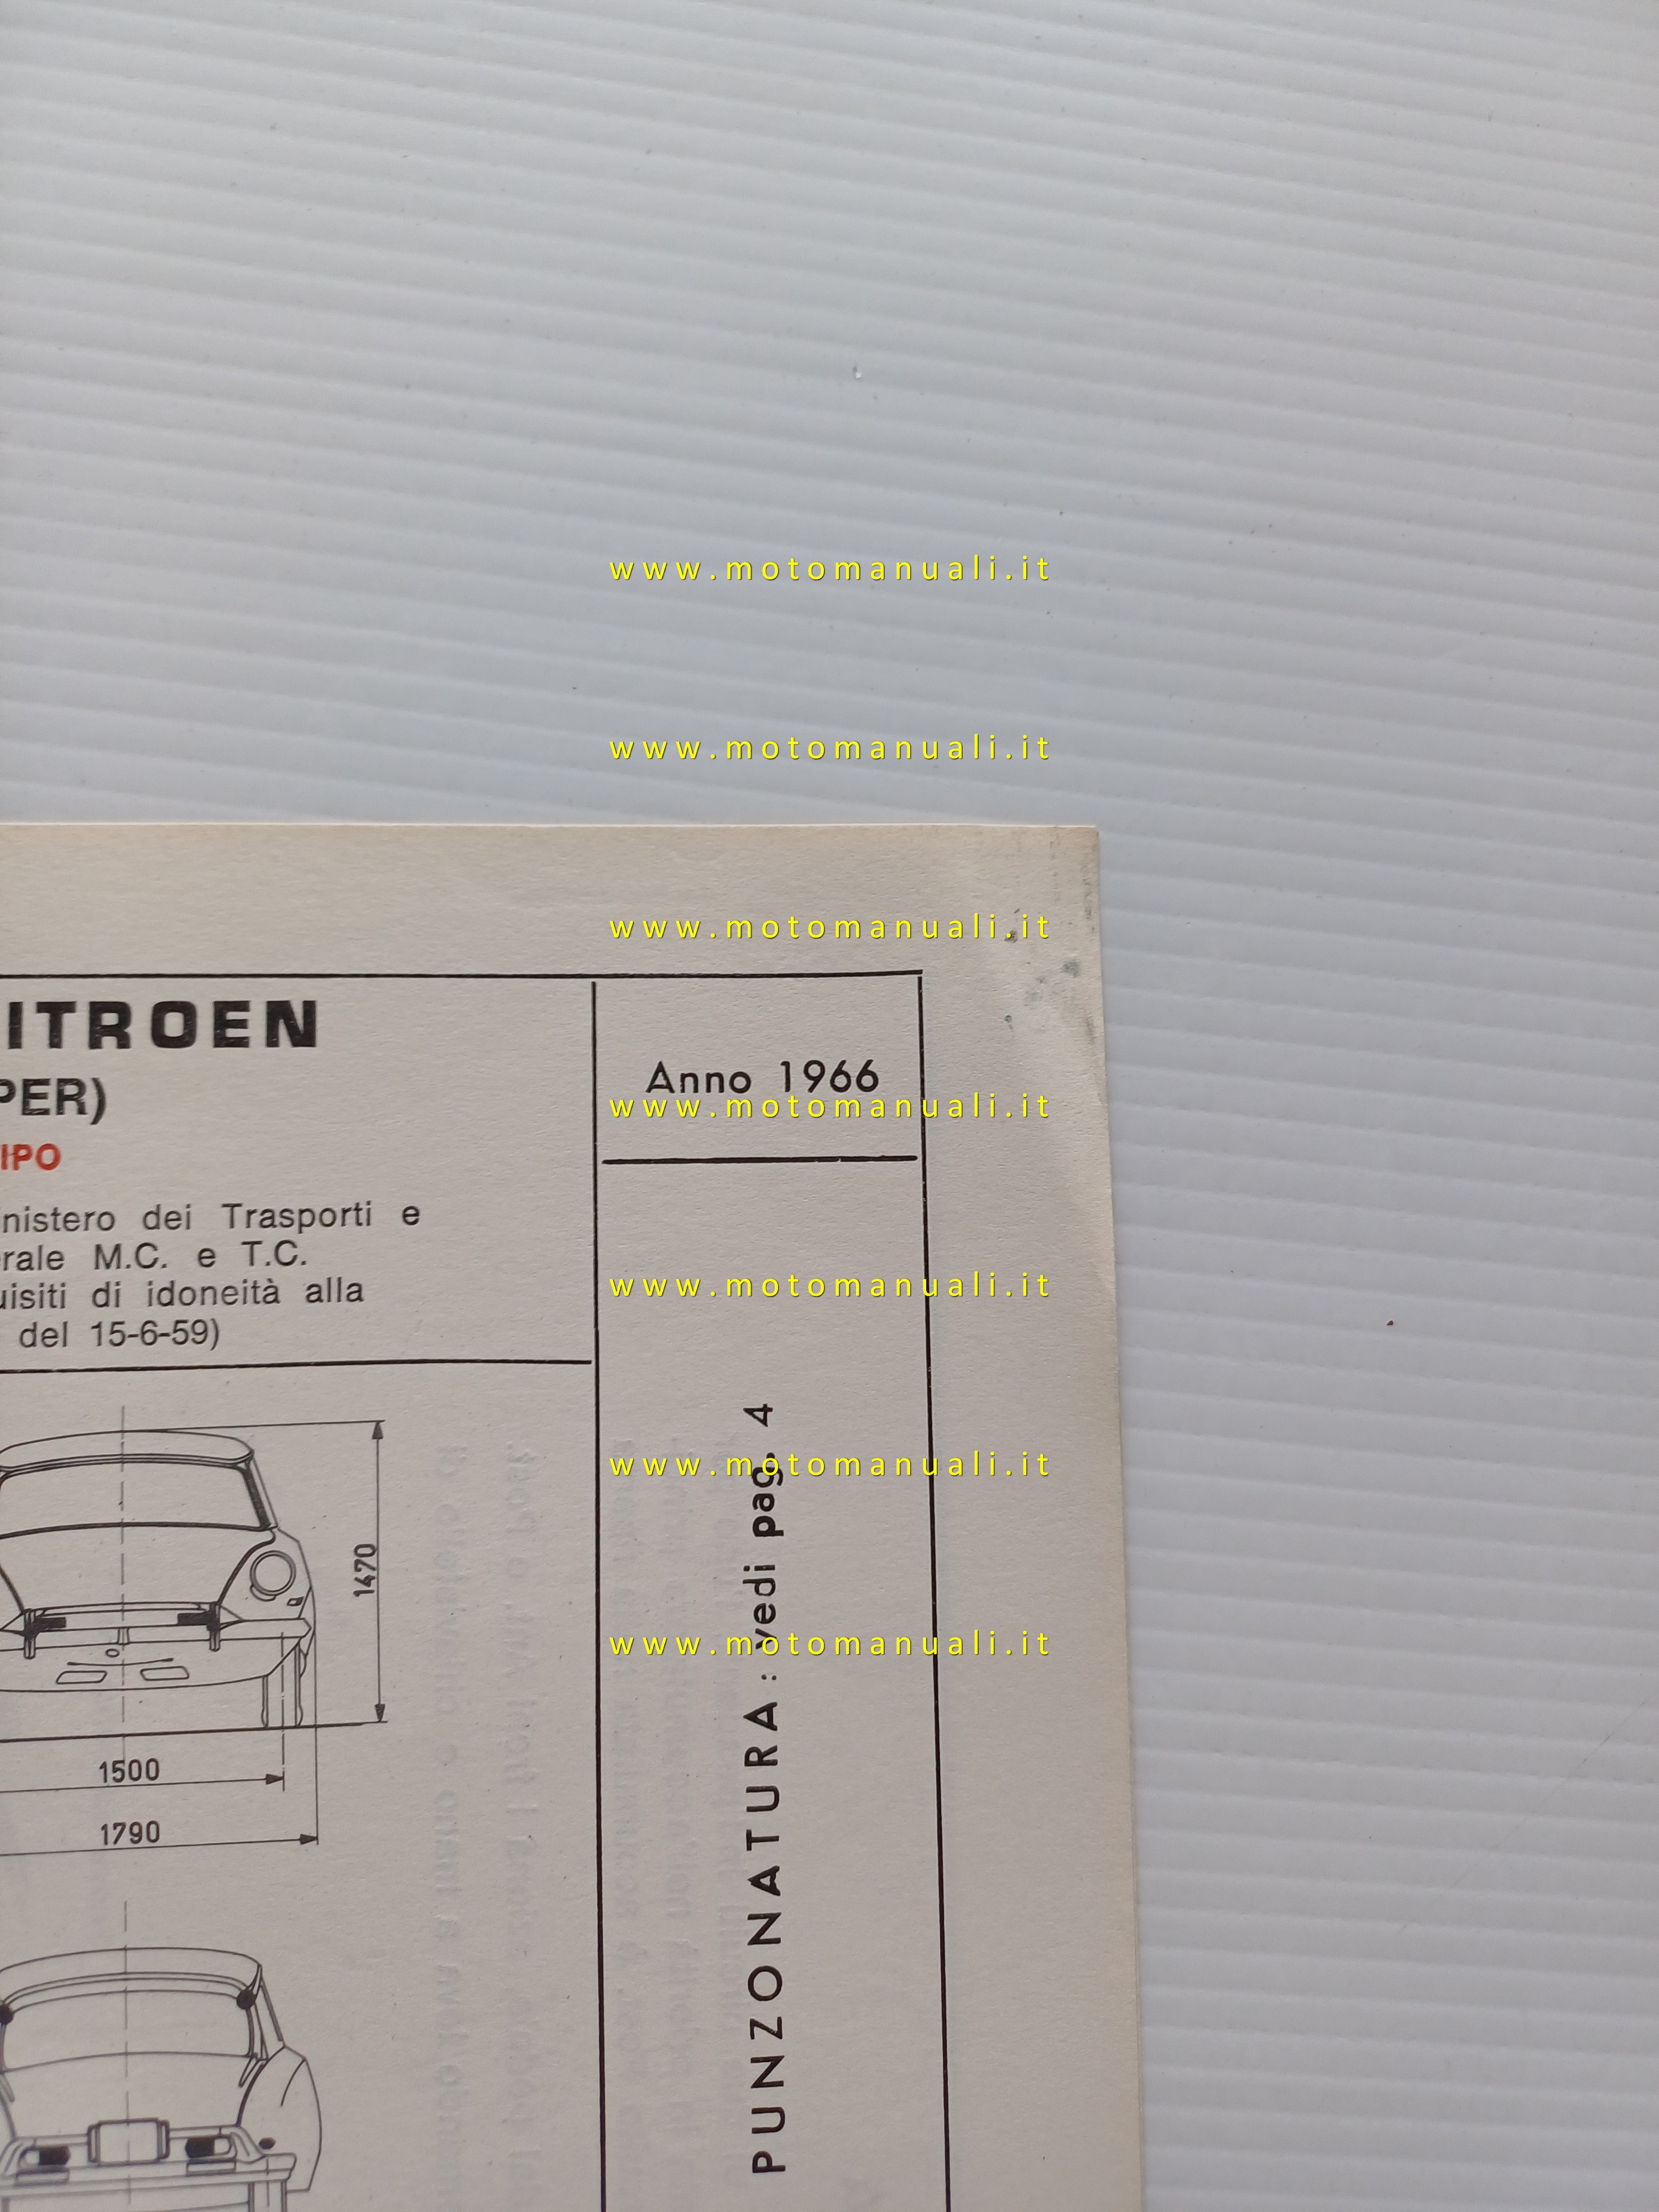 www.motomanuali.it
www.motomanuali.it
www.motomanuali.it
ITROEN
PER)
IPO
nistero dei Trasporti e
rale M.C. e T.C.
uisiti di idoneità alla
del 15-6-59)
Anno 1966
www.motomanuali.it
www.motomanuali.it
www.motomanuali.it
www.motomanuali.it
PUNZONATURA: vedi pag. 4
1470
1500
1790